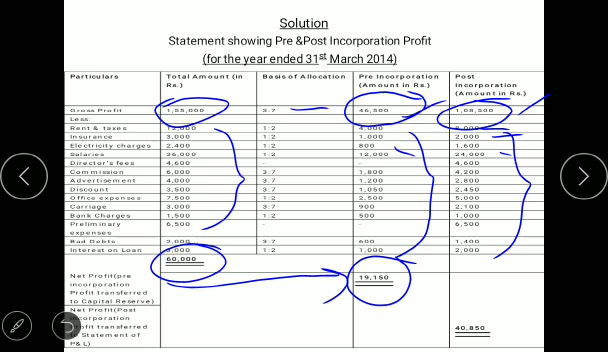 Solution
Statement showing Pre &Post Incorporation Profit
(for the year ended 31st March 2014)
Particulars Total Amount (in Rs.) Basis of Allocation Pre Incorporation (Amount in Rs.) Post Incorporation (Amount in Rs.)
Gross Profit 1,55,000 3:7 46,500 1,08,500
Less:
Rent & taxes 12,000 1:2 4,000 8,000
Insurance 3,000 1:2 1,000 2,000
Electricity charges 2,400 1:2 800 1,600
Salaries 36,000 1:2 12,000 24,000
Director's fees 4,600 - - 4,600
Commission 6,000 3:7 1,800 4,200
Advertisement 4,000 3:7 1,200 2,800
Discount 3,500 3:7 1,050 2,450
Office expenses 7,500 1:2 2,500 5,000
Carriage 3,000 3:7 900 2,100
Bank Charges 1,500 1:2 500 1,000
Preliminary expenses 6,500 - - 6,500
Bad Debts 2,000 3:7 600 1,400
Interest on Loan 3,000 1:2 1,000 2,000
60,000
Net Profit(pre incorporation Profit transferred to Capital Reserve) 19,150
Net Profit(Post incorporation Profit transferred to Statement of P& L) 40,850